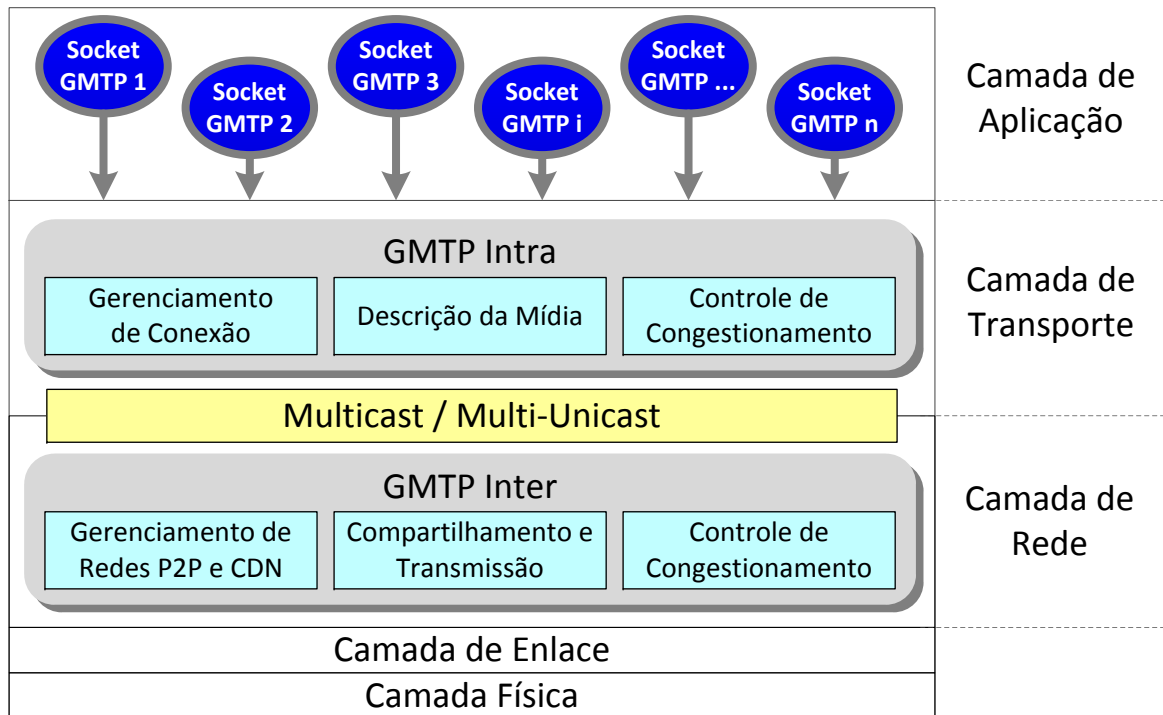 Socket
GMTP 1
Socket
GMTP 2
Socket
GMTP 3
Socket
GMTP i
Socket
GMTP ...
Socket
GMTP n
Camada de
Aplicação
GMTP Intra
Gerenciamento
de Conexão
Descrição da Mídia
Controle de
Congestionamento
Camada de
Transporte
Multicast / Multi-Unicast
GMTP Inter
Gerenciamento de
Redes P2P e CDN
Compartilhamento e
Transmissão
Controle de
Congestionamento
Camada de
Rede
Camada de Enlace
Camada Física